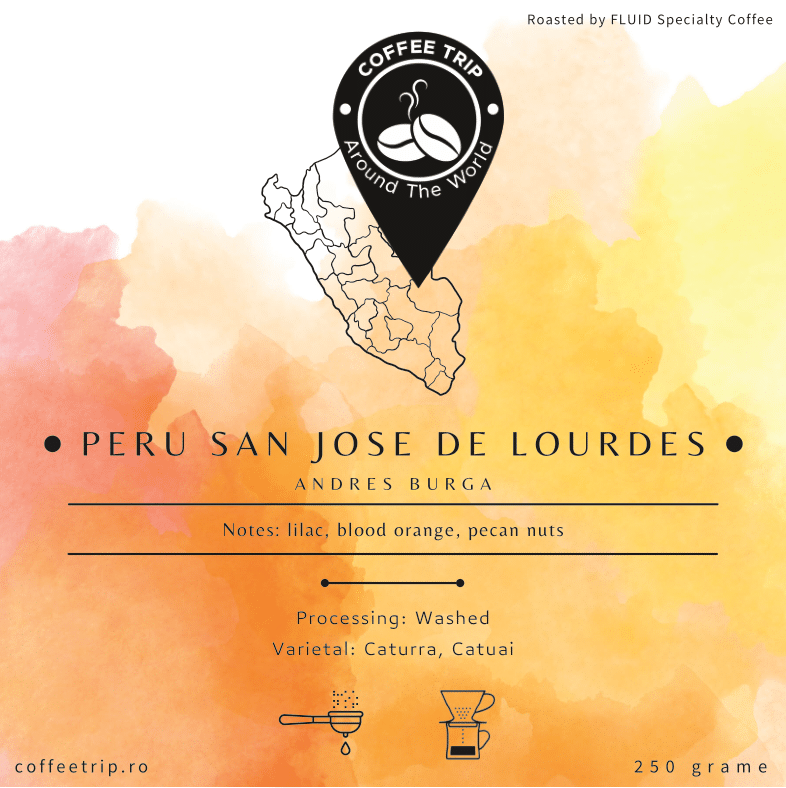 Roasted by FLUID Specialty Coffee
COFFEE TRIP
Around The World
PERU SAN JOSE DE LOURDES
ANDRES BURGA
Notes: lilac, blood orange, pecan nuts
Processing: Washed
Varietal: Caturra, Catuai
coffeetrip.ro
250 grame